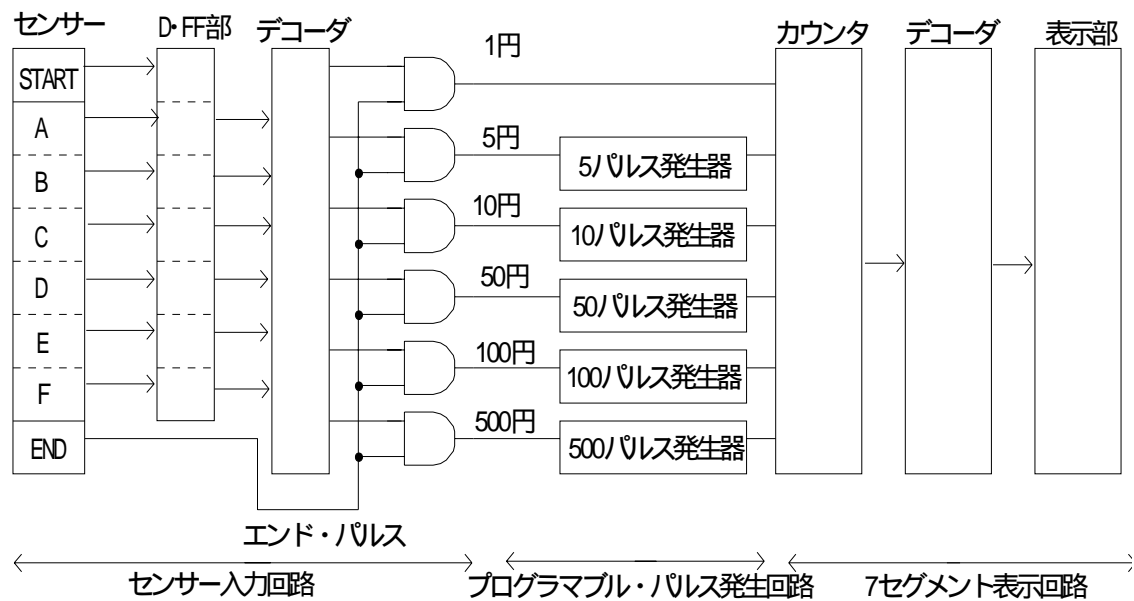 センサー
D・FF部
デコーダ
カウンタ
デコーダ
表示部
START
A
B
C
D
E
F
END
1円
5円
10円
50円
100円
500円
5パルス発生器
10パルス発生器
50パルス発生器
100パルス発生器
500パルス発生器
エンド・パルス
センサー入力回路
プログラマブル・パルス発生回路
7セグメント表示回路